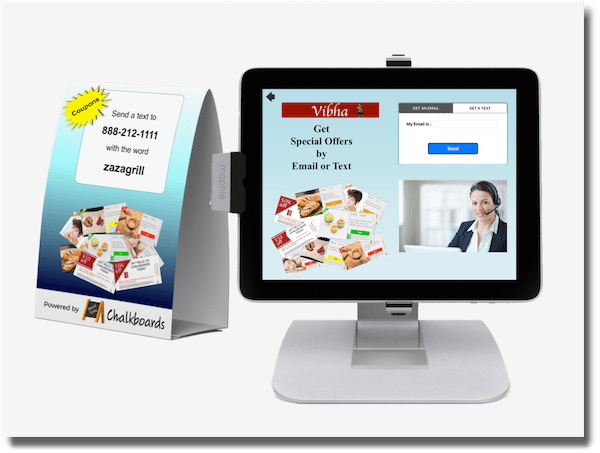 Coupons
Send a text to
888-212-1111
with the word
zazagrill
Powered by
Chalkboards
mophie
Vibha
Get
Special Offers
by
Email or Text
GET AN EMAIL
GET A TEXT
My Email is :
Send